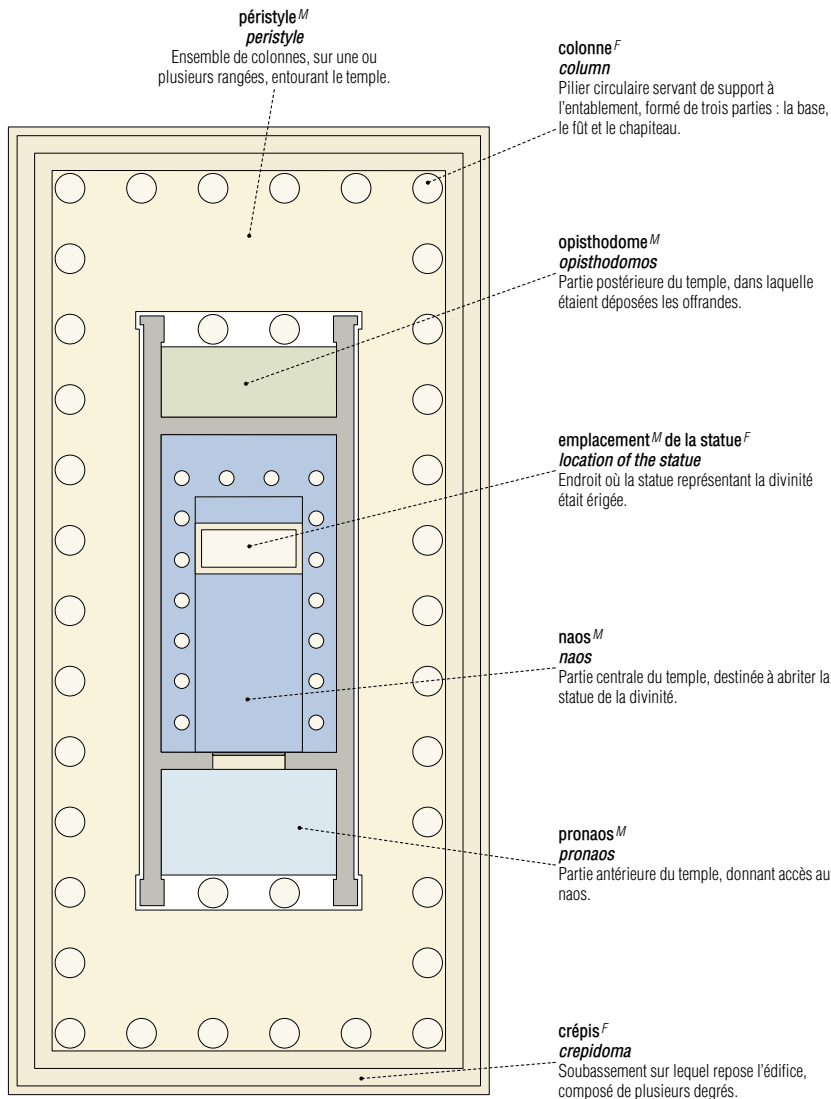 péristyle M
peristyle
Ensemble de colonnes, sur une ou
plusieurs rangées, entourant le temple.
colonne F
column
Pilier circulaire servant de support à
l’entablement, formé de trois parties : la base,
le fût et le chapiteau.
opisthodome M
opisthodomos
Partie postérieure du temple, dans laquelle
étaient déposées les offrandes.
emplacement M de la statue F
location of the statue
Endroit où la statue représentant la divinité
était érigée.
naos M
naos
Partie centrale du temple, destinée à abriter la
statue de la divinité.
pronaos M
pronaos
Partie antérieure du temple, donnant accès au
naos.
crépis F
crepidoma
Soubassement sur lequel repose l’édifice,
composé de plusieurs degrés.